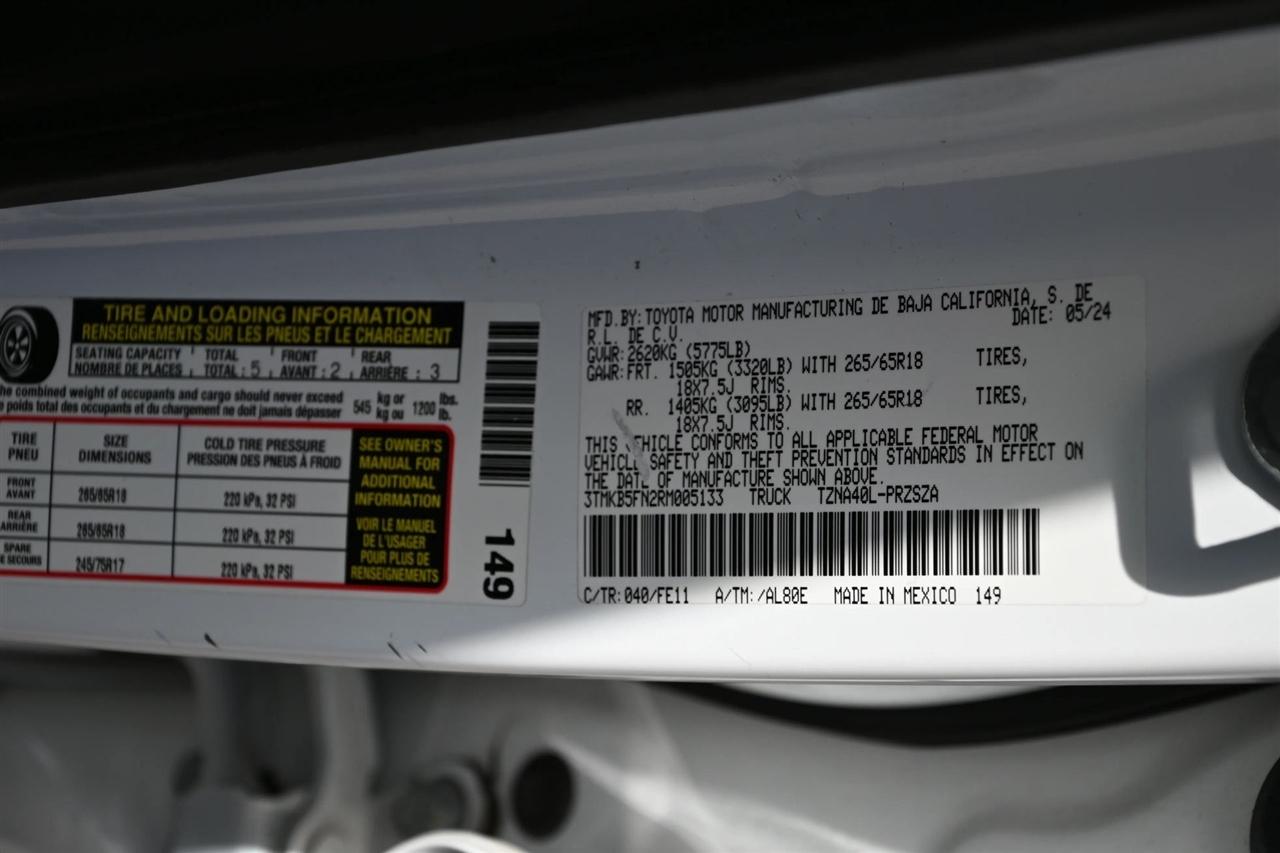 TIRE AND LOADING INFORMATION
RENSEIGNEMENTS SUR LES PNEUS ET LE CHARGEMENT
SEATING CAPACITY TOTAL FRONT REAR
NOMBRE DE PLACES TOTAL : 5 AVANT : 2 ARRIÈRE : 3
he combined weight of occupants and cargo should never exceed 545 kg or 1200 lbs.
poids total des occupants et du chargement ne doit jamais dépasser kg ou lb.
TIRE SIZE COLD TIRE PRESSURE
PNEU DIMENSIONS PRESSION DES PNEUS À FROID
FRONT
AVANT 265/65R18 220 kPa, 32 PSI
REAR
ARRIÈRE 265/65R18 220 kPa, 32 PSI
SPARE
E SECOURS 245/75R17 220 kPa, 32 PSI
SEE OWNER'S
MANUAL FOR
ADDITIONAL
INFORMATION
VOIR LE MANUEL
DE L'USAGER
POUR PLUS DE
RENSEIGNEMENTS
149
MFD.BY:TOYOTA MOTOR MANUFACTURING DE BAJA CALIFORNIA, S. DE
R.L. DE C.V. DATE: 05/24
GVWR:2620KG (5775LB)
GAWR:FRT. 1505KG (3320LB) WITH 265/65R18 TIRES,
18X7.5J RIMS.
RR. 1405KG (3095LB) WITH 265/65R18 TIRES,
18X7.5J RIMS.
THIS VEHICLE CONFORMS TO ALL APPLICABLE FEDERAL MOTOR
VEHICLE SAFETY AND THEFT PREVENTION STANDARDS IN EFFECT ON
THE DATE OF MANUFACTURE SHOWN ABOVE.
3TMKB5FN2RM005133 TRUCK TZNA40L-PRZSZA
C/TR:040/FE11 A/TM:/AL80E MADE IN MEXICO 149